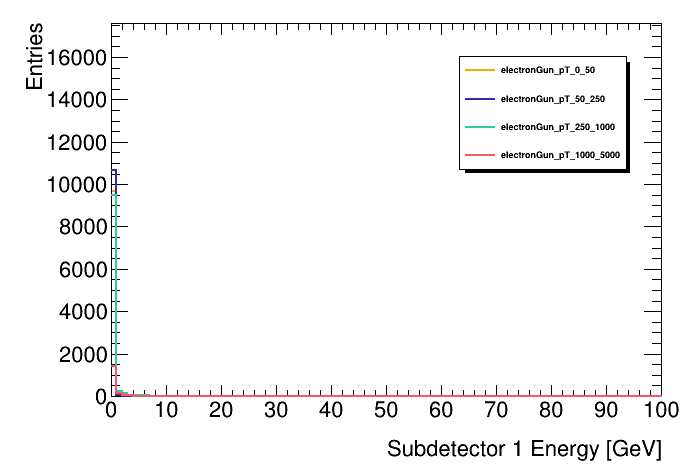 Entries
16000
14000
12000
10000
8000
6000
4000
2000
0
0 10 20 30 40 50 60 70 80 90 100
Subdetector 1 Energy [GeV]
electronGun_pT_0_50
electronGun_pT_50_250
electronGun_pT_250_1000
electronGun_pT_1000_5000